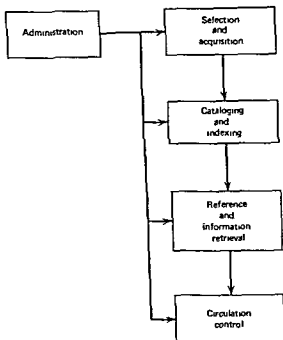 Administration
Selection
and
acquisition
Cataloging
and
indexing
Reference
and
information
retrieval
Circulation
control